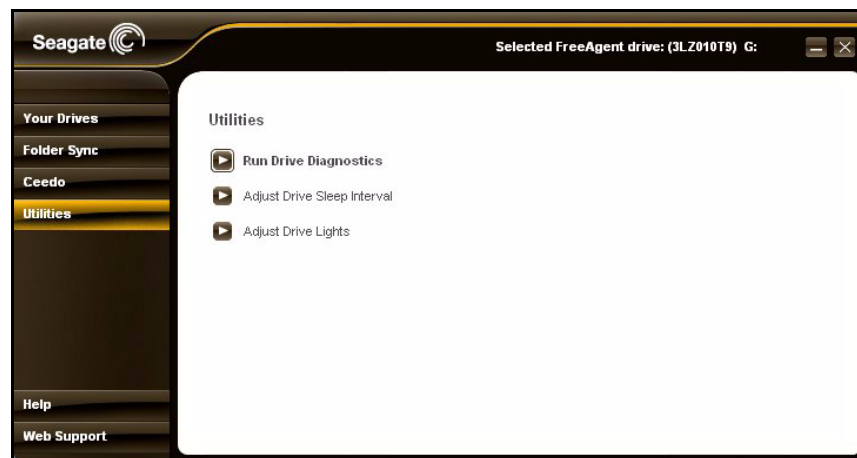 Seagate
Selected FreeAgent drive: (3LZ010T9) G:
Your Drives
Folder Sync
Ceedo
Utilities
Help
Web Support
Utilities
Run Drive Diagnostics
Adjust Drive Sleep Interval
Adjust Drive Lights